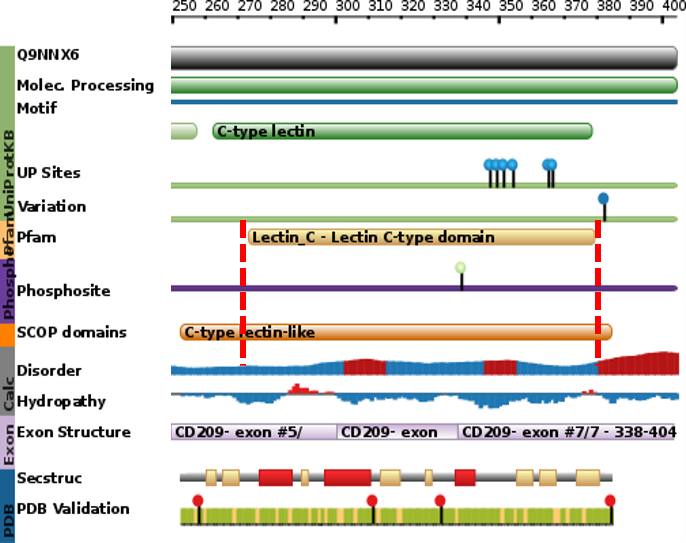 250 260 270 280 290 300 310 320 330 340 350 360 370 380 390 400
Q9NNX6
Molec. Processing
Motif
C-type lectin
UP Sites
Variation
Pfam
Lectin_C - Lectin C-type domain
Phosphosite
SCOP domains
C-type lectin-like
Disorder
Hydropathy
Exon Structure
CD209- exon #5/
CD209- exon
CD209- exon #7/7 - 338-404
Secstruc
PDB Validation
UniProtKB
Pfam
Phosph
Calc
Exon
PDB